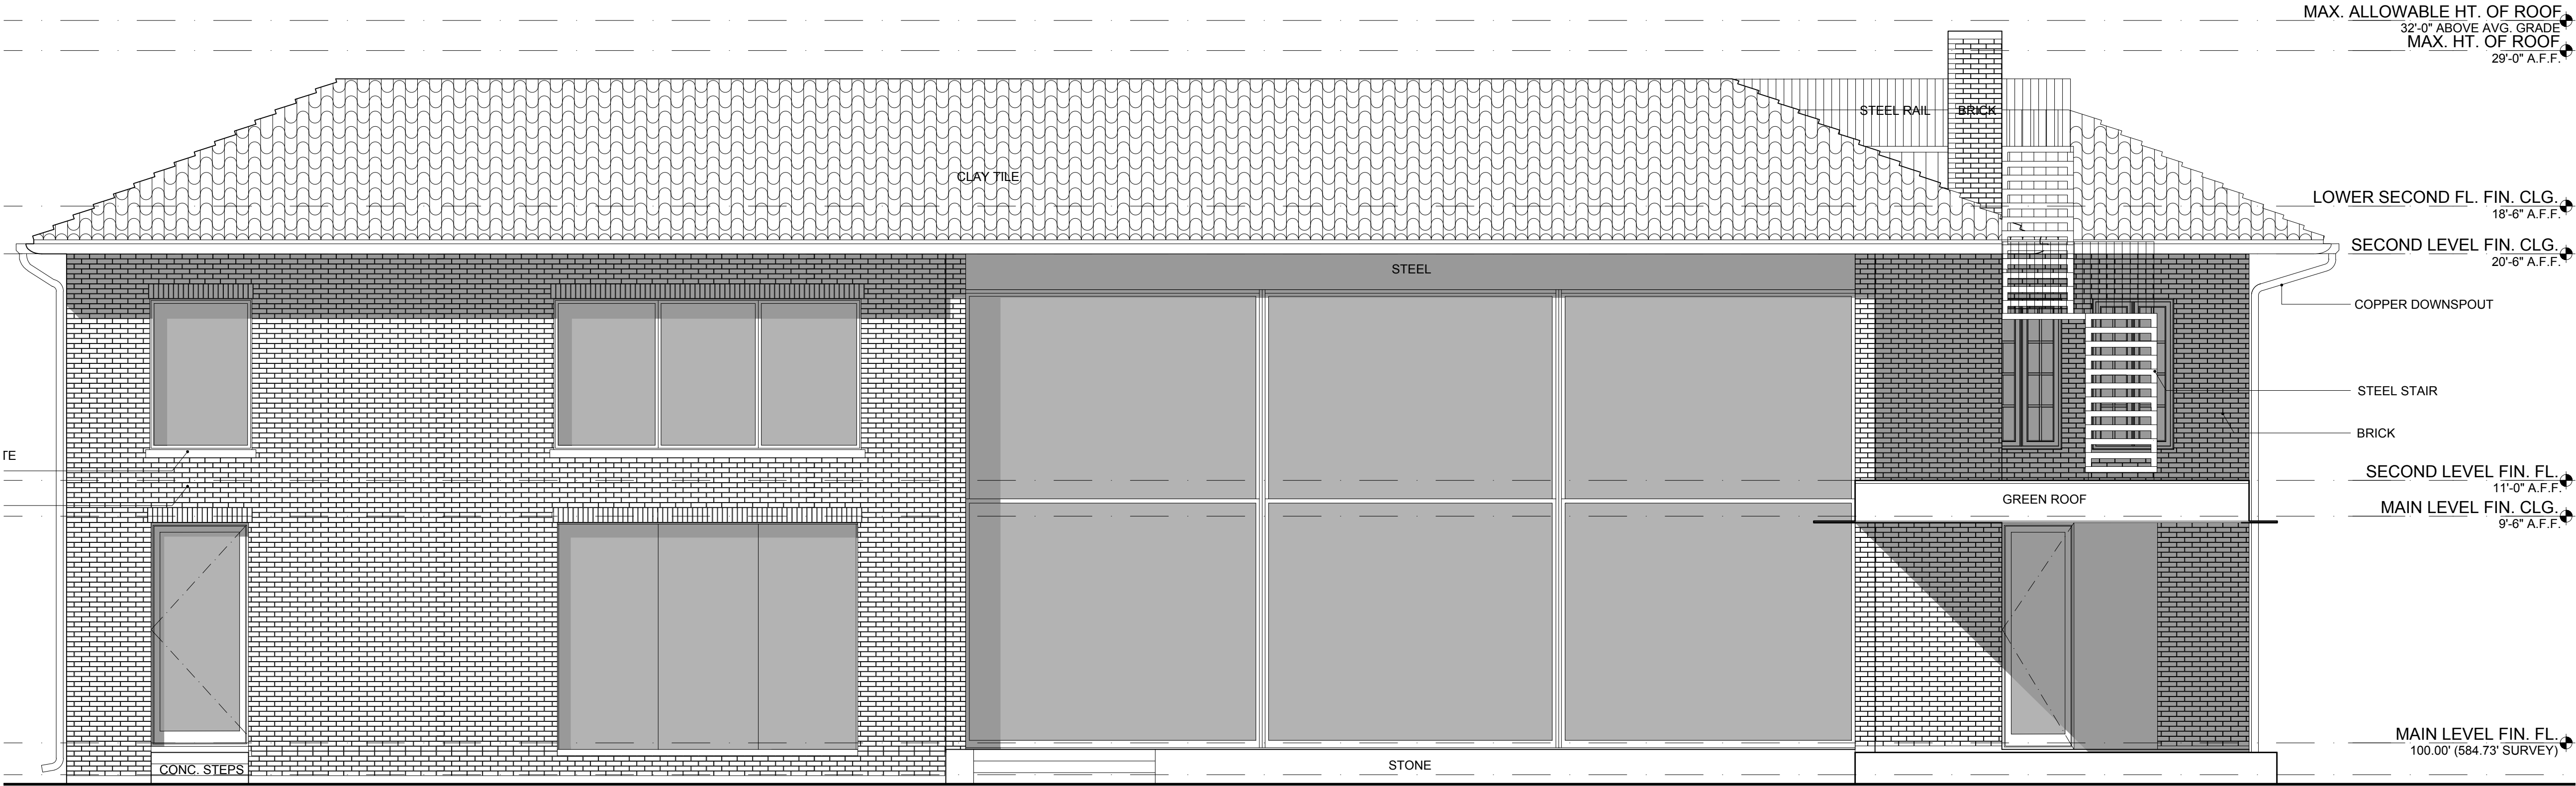 MAX. ALLOWABLE HT. OF ROOF
32'-0" ABOVE AVG. GRADE
MAX. HT. OF ROOF
29'-0" A.F.F.
STEEL RAIL
BRICK
CLAY TILE
LOWER SECOND FL. FIN. CLG.
18'-6" A.F.F.
SECOND LEVEL FIN. CLG.
20'-6" A.F.F.
STEEL
COPPER DOWNSPOUT
STEEL STAIR
BRICK
TE
SECOND LEVEL FIN. FL.
11'-0" A.F.F.
GREEN ROOF
MAIN LEVEL FIN. CLG.
9'-6" A.F.F.
MAIN LEVEL FIN. FL.
100.00' (584.73' SURVEY)
CONC. STEPS
STONE